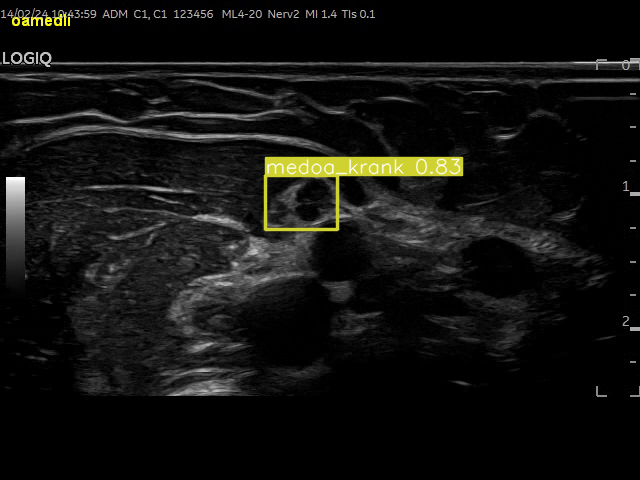 14/02/24 10:43:59 ADM C1, C1 123456 ML4-20 Nerv2 MI 1.4 TIs 0.1
oamedli
LOGIQ
0
medoa_krank 0.83
1
2